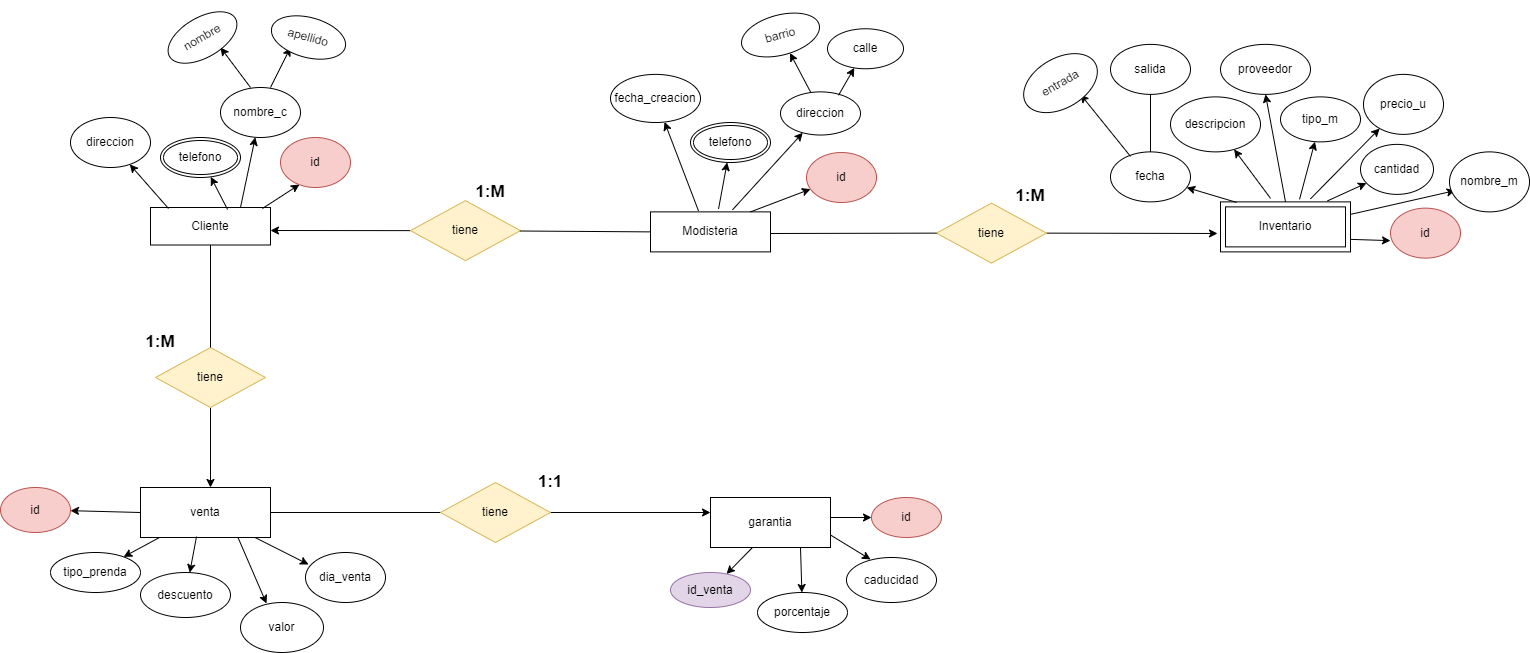 nombre
apellido
nombre_c
direccion
telefono
id
Cliente
1:M
tiene
barrio
calle
fecha_creacion
direccion
telefono
id
Modisteria
1:M
tiene
entrada
salida
proveedor
precio_u
descripcion
tipo_m
fecha
cantidad
nombre_m
Inventario
id
1:M
tiene
id
venta
tipo_prenda
descuento
valor
dia_venta
1:1
tiene
garantia
id
id_venta
porcentaje
caducidad